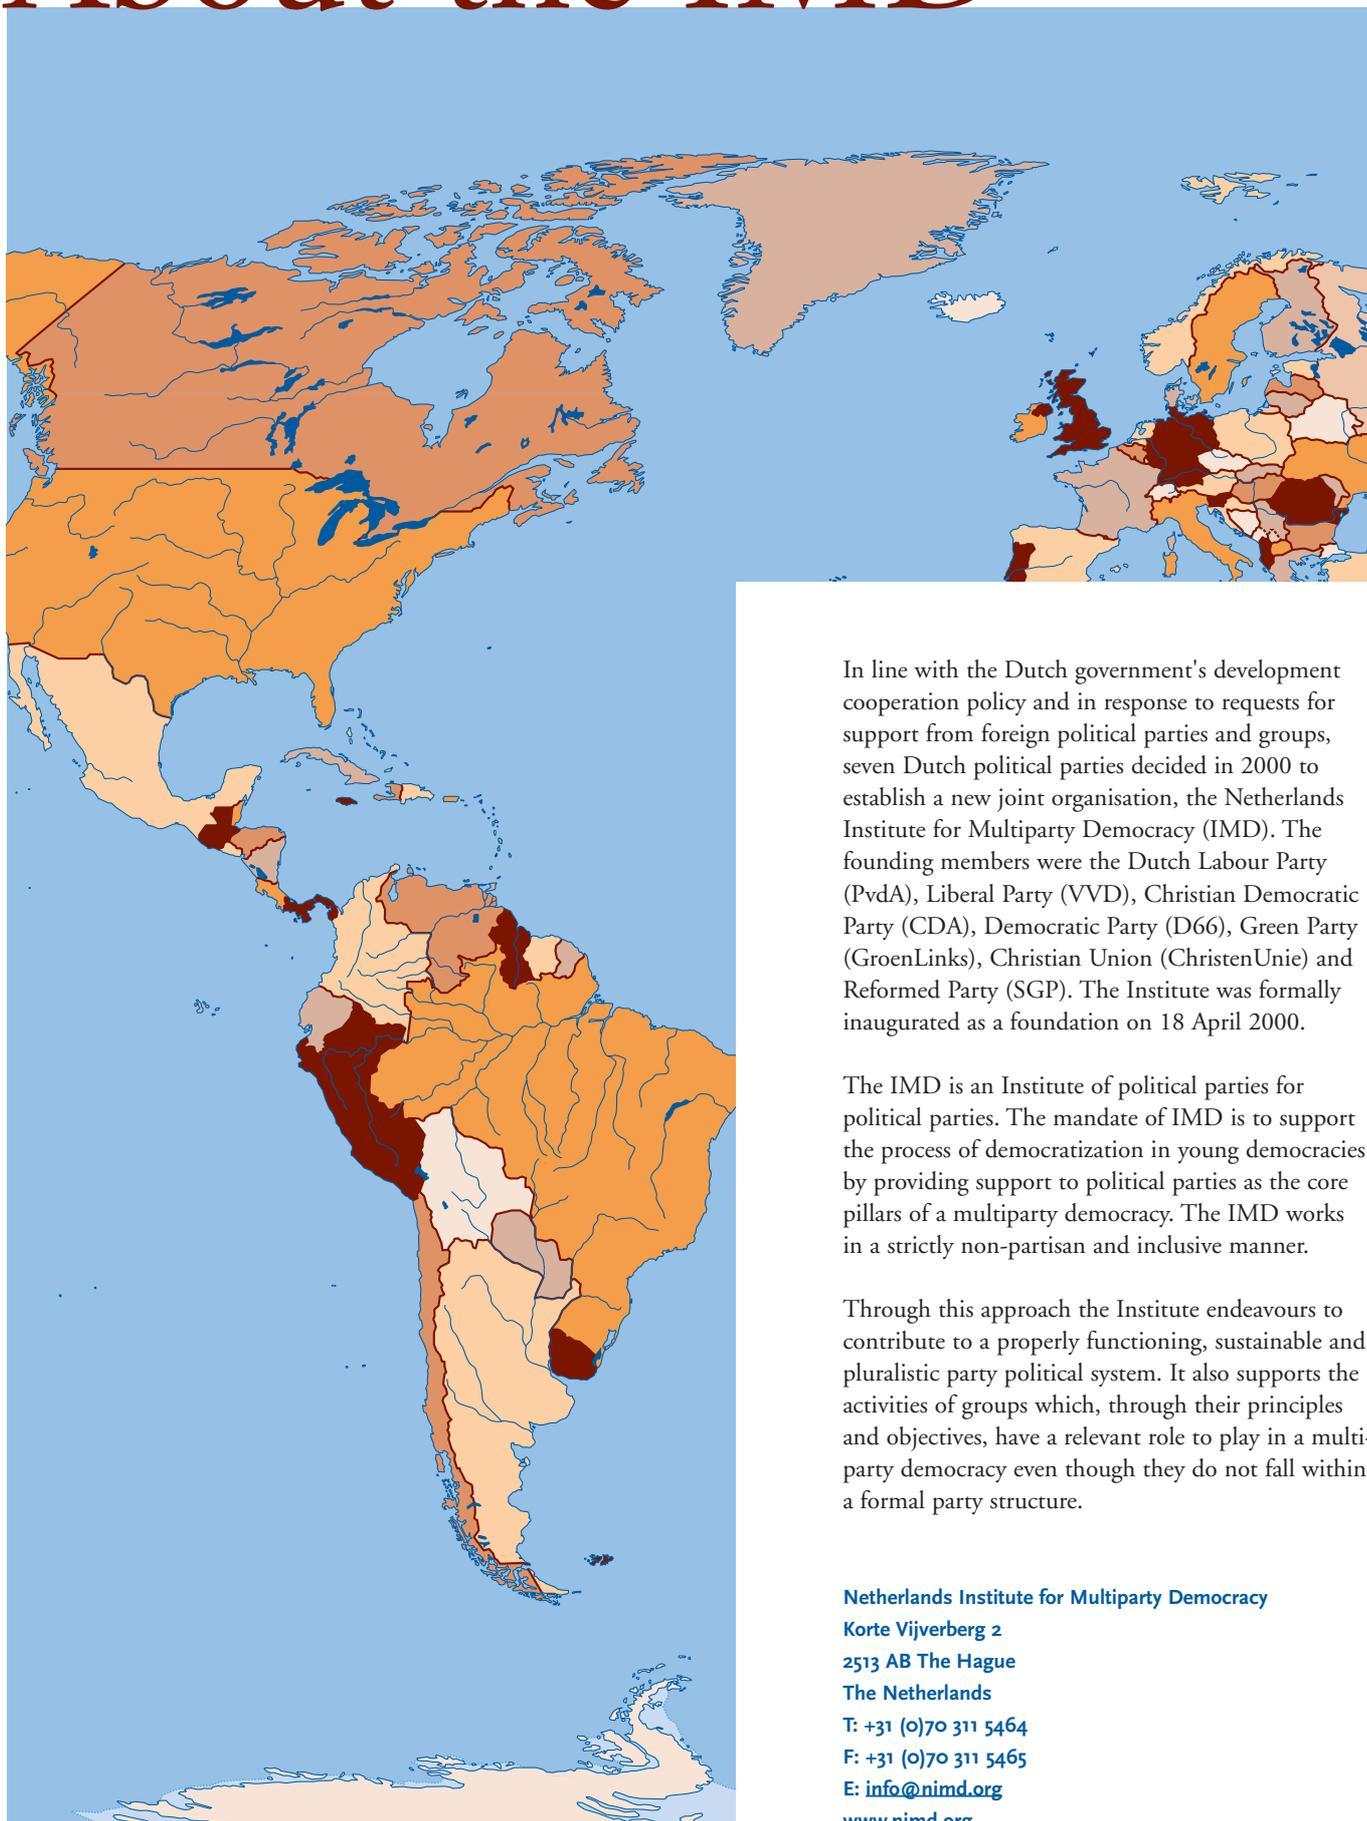 About the IMD
In line with the Dutch government's development
cooperation policy and in response to requests for
support from foreign political parties and groups,
seven Dutch political parties decided in 2000 to
establish a new joint organisation, the Netherlands
Institute for Multiparty Democracy (IMD). The
founding members were the Dutch Labour Party
(PvdA), Liberal Party (VVD), Christian Democratic
Party (CDA), Democratic Party (D66), Green Party
(GroenLinks), Christian Union (ChristenUnie) and
Reformed Party (SGP). The Institute was formally
inaugurated as a foundation on 18 April 2000.
The IMD is an Institute of political parties for
political parties. The mandate of IMD is to support
the process of democratization in young democracies
by providing support to political parties as the core
pillars of a multiparty democracy. The IMD works
in a strictly non-partisan and inclusive manner.
Through this approach the Institute endeavours to
contribute to a properly functioning, sustainable and
pluralistic party political system. It also supports the
activities of groups which, through their principles
and objectives, have a relevant role to play in a multi-
party democracy even though they do not fall within
a formal party structure.
Netherlands Institute for Multiparty Democracy
Korte Vijverberg 2
2513 AB The Hague
The Netherlands
T: +31 (0)70 311 5464
F: +31 (0)70 311 5465
E: info@nimd.org
www.nimd.org